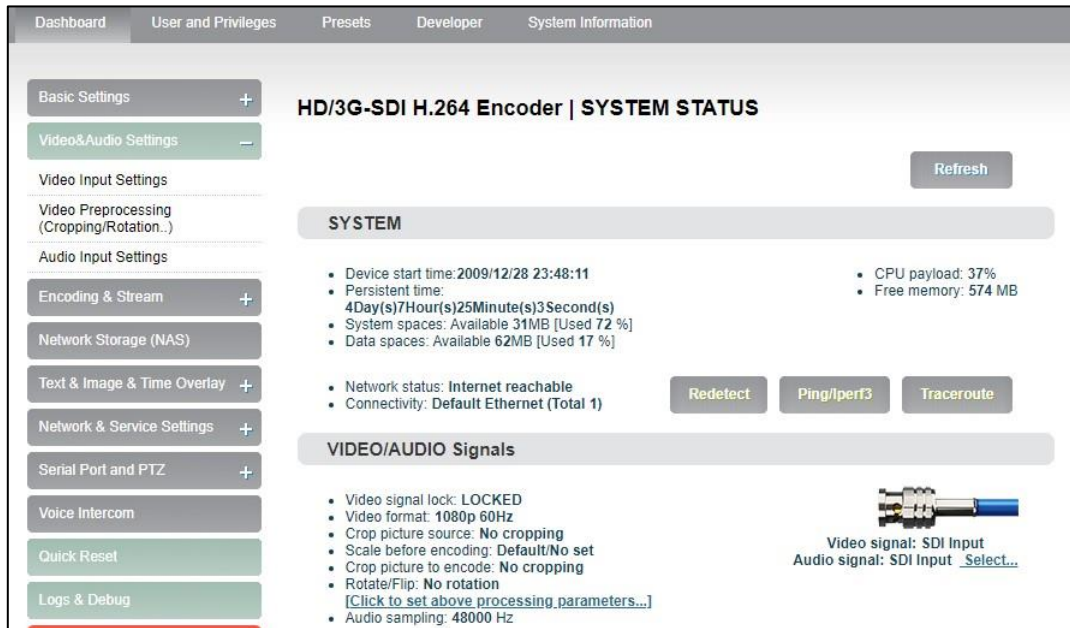 Dashboard User and Privileges Presets Developer System Information
Basic Settings +
Video&Audio Settings –
Video Input Settings
Video Preprocessing
(Cropping/Rotation..)
Audio Input Settings
Encoding & Stream +
Network Storage (NAS)
Text & Image & Time Overlay +
Network & Service Settings +
Serial Port and PTZ +
Voice Intercom
Quick Reset
Logs & Debug
HD/3G-SDI H.264 Encoder | SYSTEM STATUS
Refresh
SYSTEM
• Device start time:2009/12/28 23:48:11
• Persistent time:
4Day(s)7Hour(s)25Minute(s)3Second(s)
• System spaces: Available 31MB [Used 72 %]
• Data spaces: Available 62MB [Used 17 %]
• CPU payload: 37%
• Free memory: 574 MB
• Network status: Internet reachable
• Connectivity: Default Ethernet (Total 1)
Redetect Ping/Iperf3 Traceroute
VIDEO/AUDIO Signals
• Video signal lock: LOCKED
• Video format: 1080p 60Hz
• Crop picture source: No cropping
• Scale before encoding: Default/No set
• Crop picture to encode: No cropping
• Rotate/Flip: No rotation
[Click to set above processing parameters...]
• Audio sampling: 48000 Hz
Video signal: SDI Input
Audio signal: SDI Input Select...